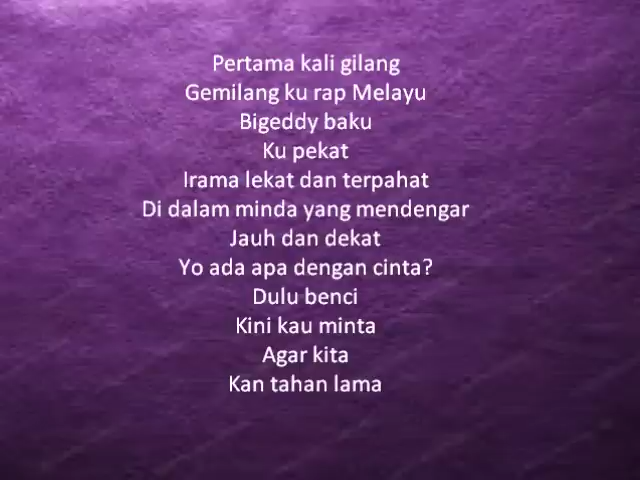 Pertama kali gilang
Gemilang ku rap Melayu
Bigeddy baku
Ku pekat
Irama lekat dan terpahat
Di dalam minda yang mendengar
Jauh dan dekat
Yo ada apa dengan cinta?
Dulu benci
Kini kau minta
Agar kita
Kan tahan lama